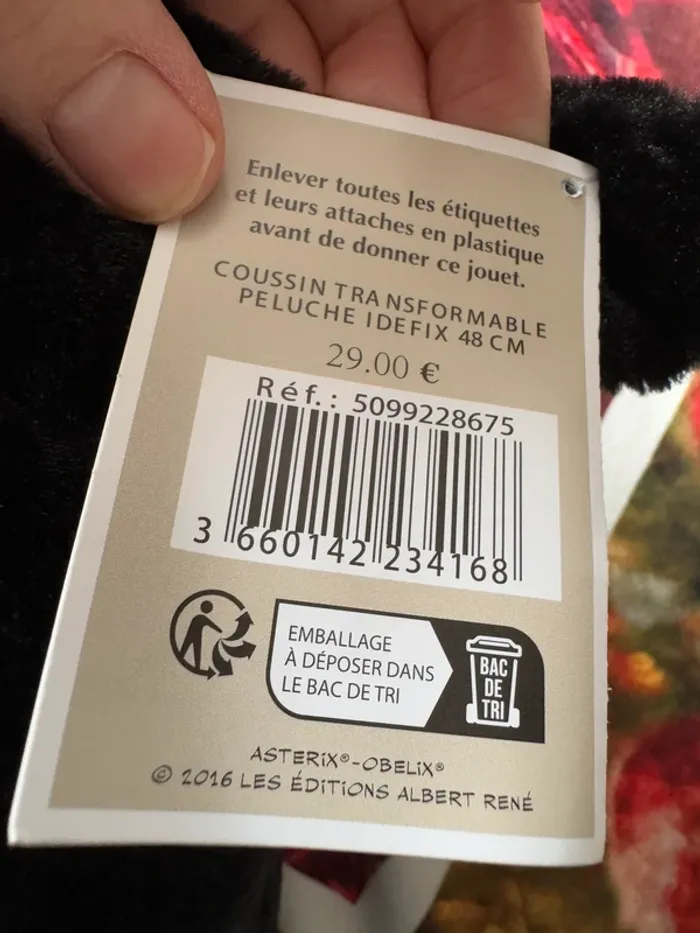 Enlever toutes les étiquettes
et leurs attaches en plastique
avant de donner ce jouet.
COUSSIN TRANSFORMABLE
PELUCHE IDEFIX 48 CM
29.00 €
Réf.: 5099228675
3 660142 234168
EMBALLAGE
À DÉPOSER DANS
LE BAC DE TRI
BAC
DE
TRI
ASTERIX®-OBELIX®
© 2016 LES ÉDITIONS ALBERT RENÉ